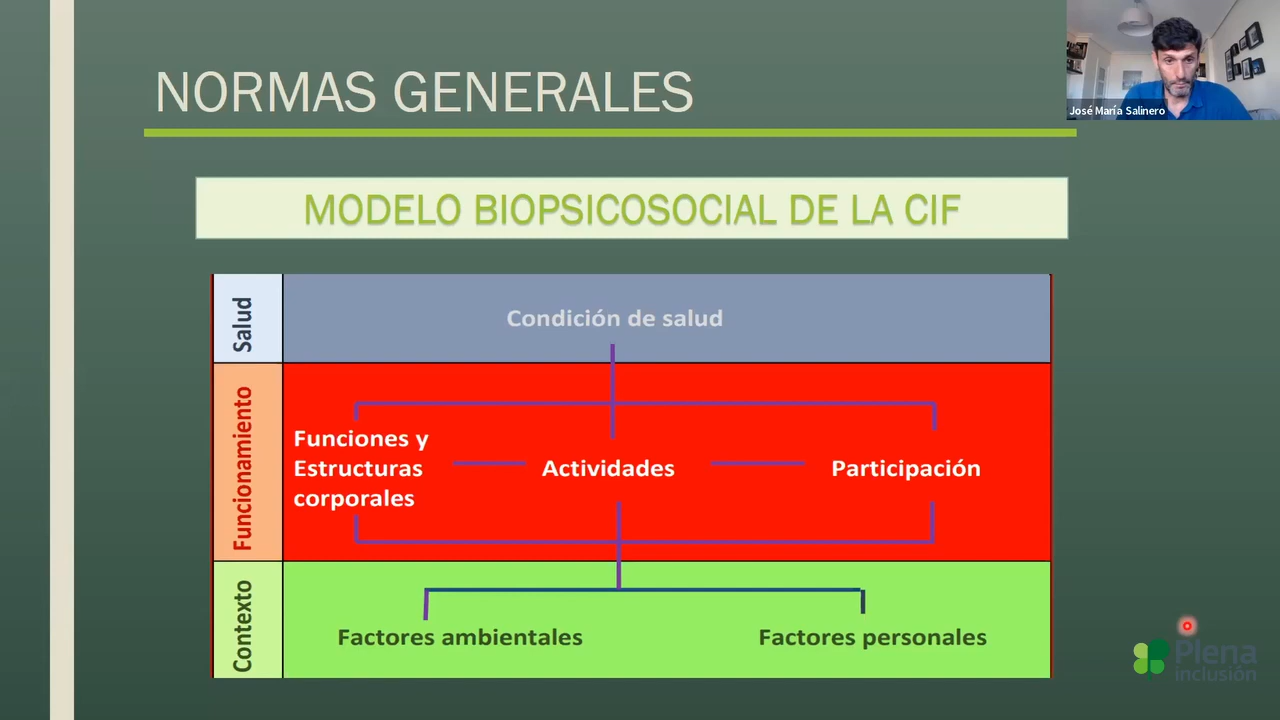 NORMAS GENERALES
José María Salinero
MODELO BIOPSICOSOCIAL DE LA CIF
Salud
Condición de salud
Funcionamiento
Funciones y
Estructuras
corporales
Actividades
Participación
Contexto
Factores ambientales
Factores personales
Plena
inclusión